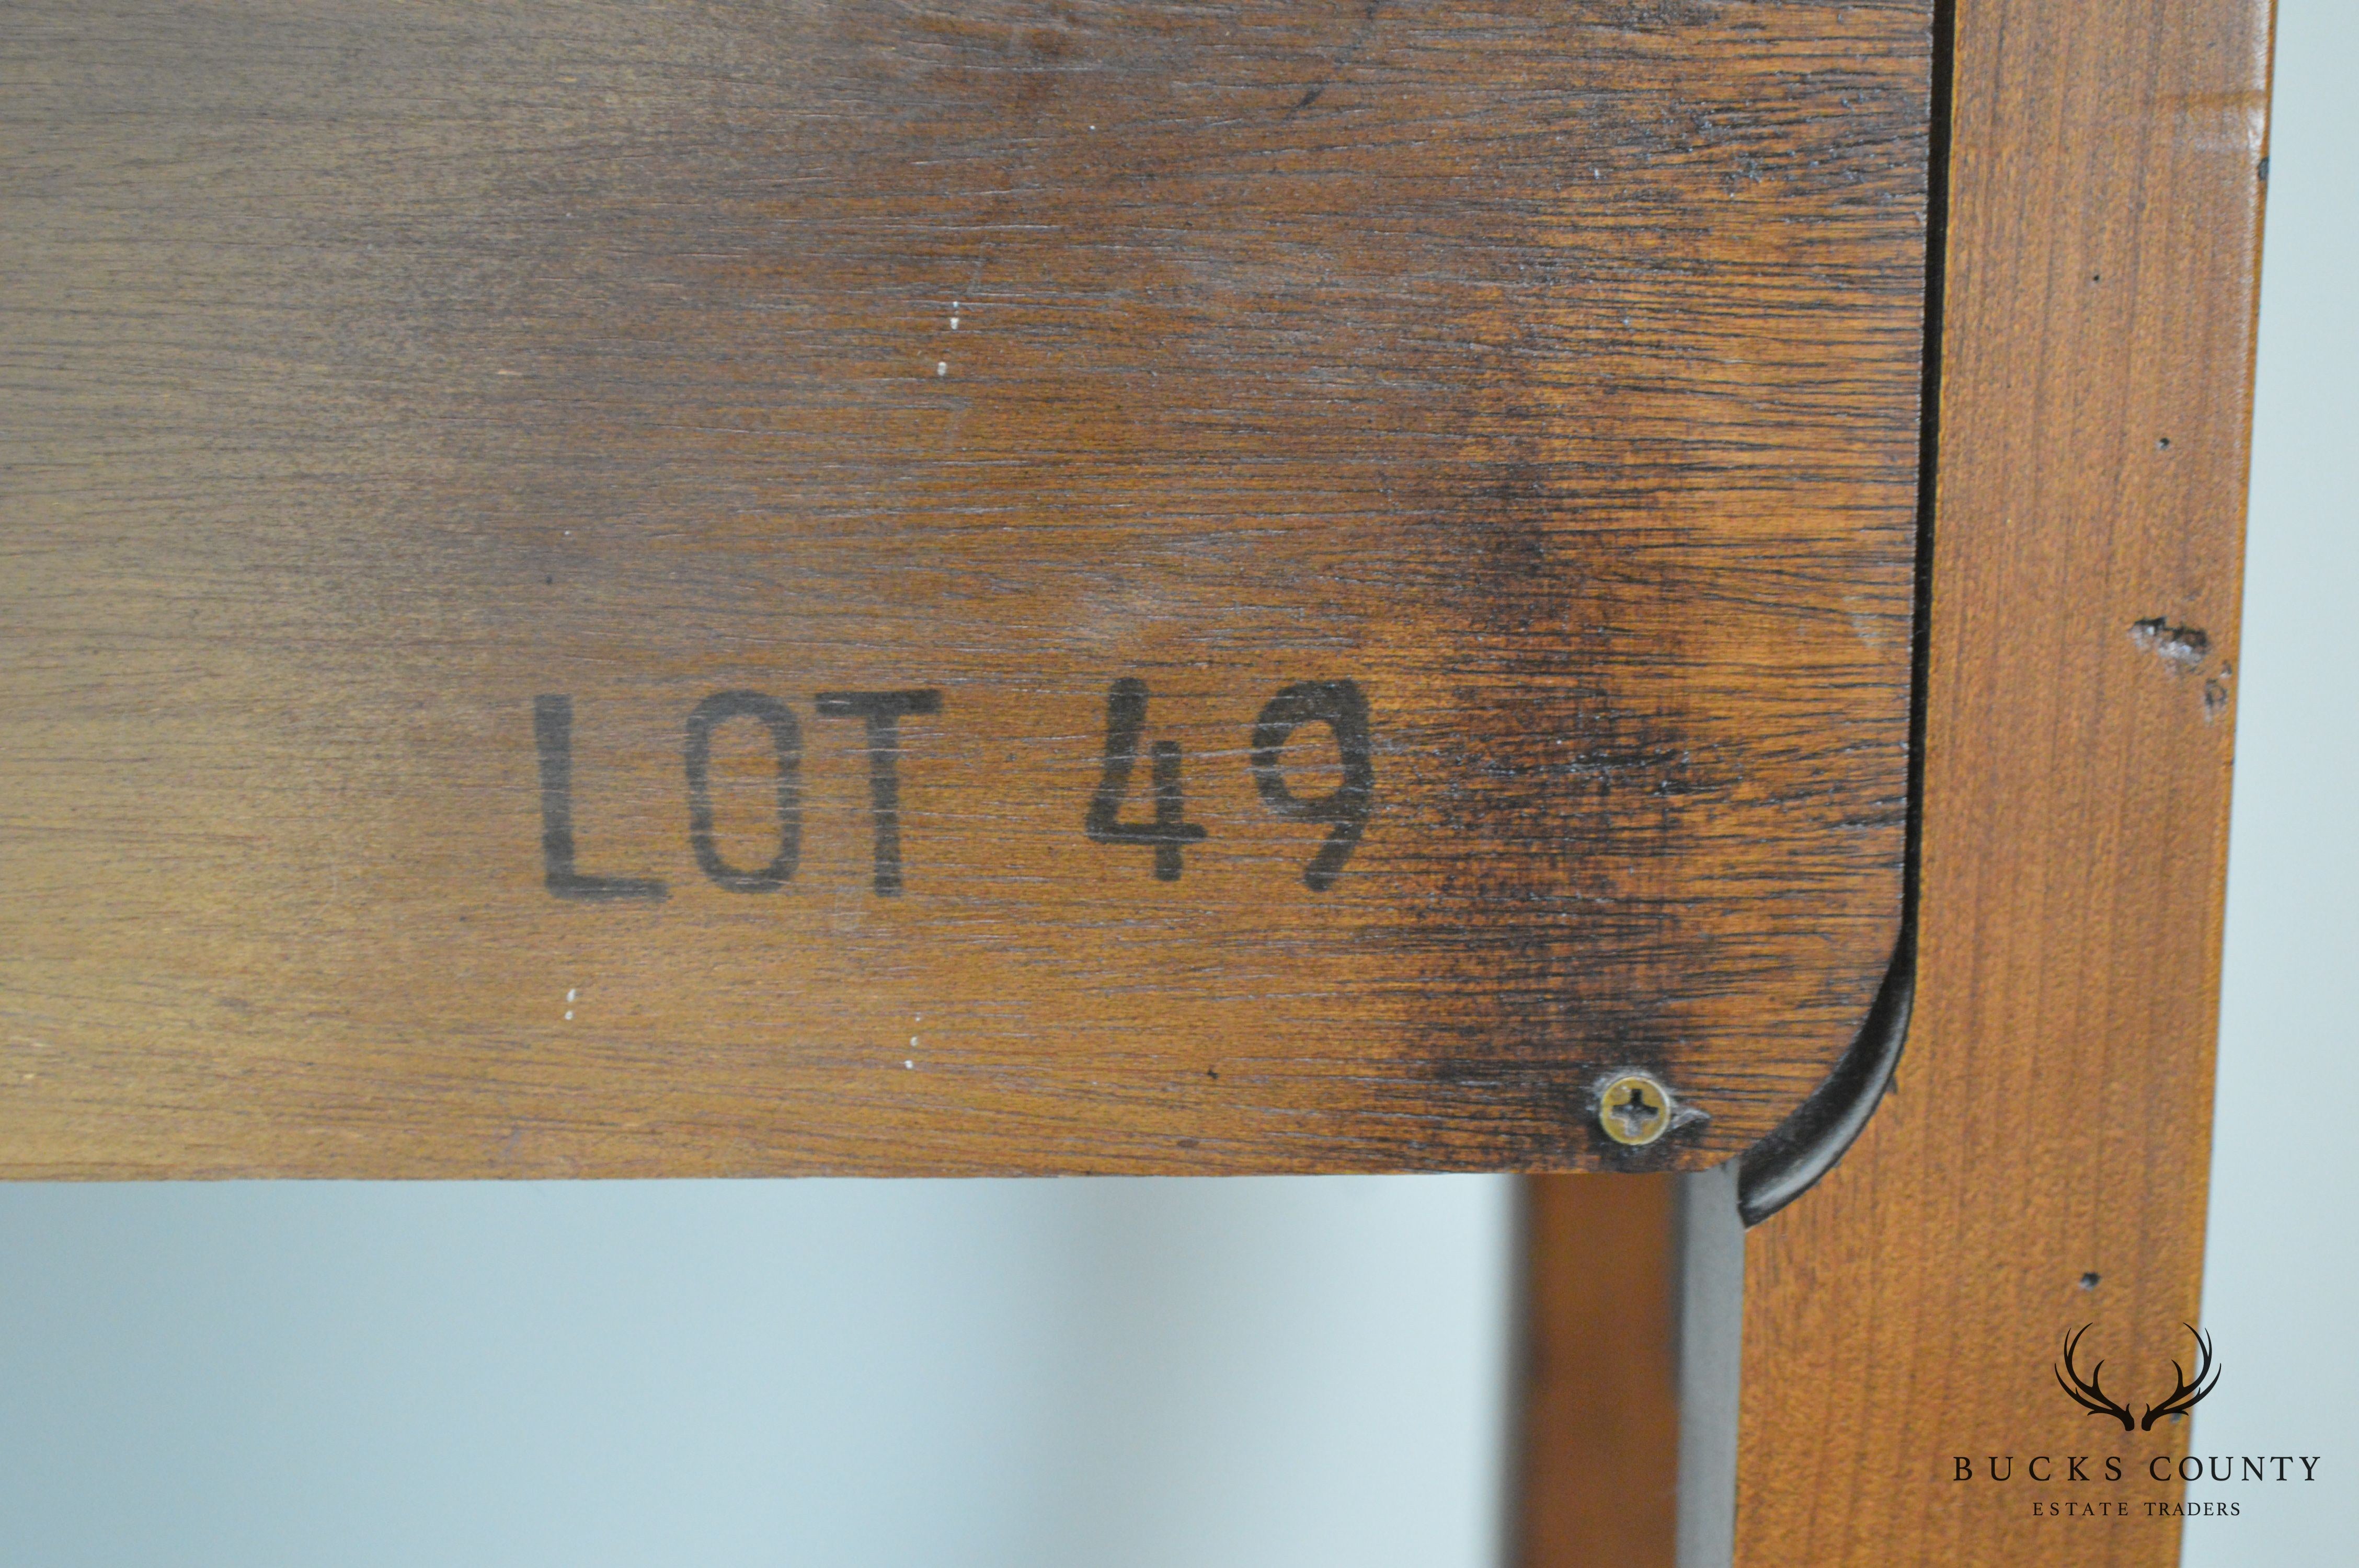 LOT 49
BUCKS COUNTY
ESTATE TRADERS